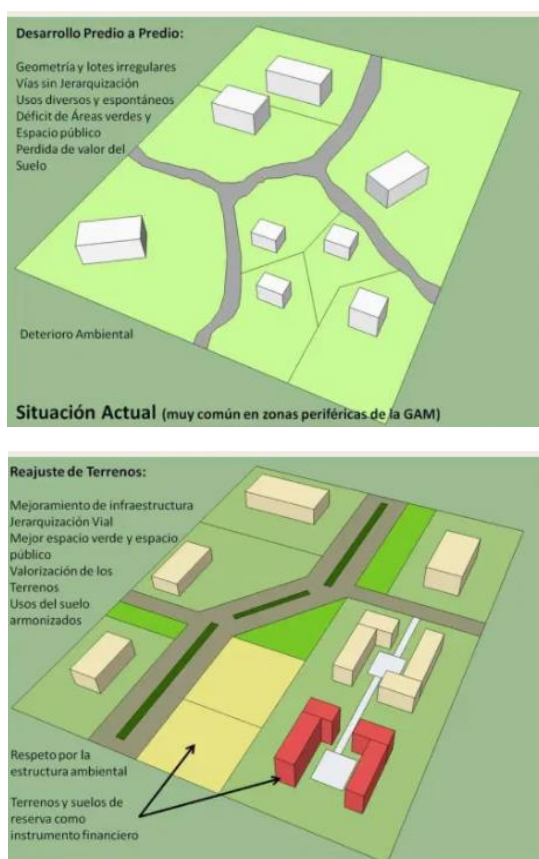 Desarrollo Predio a Predio:
Geometría y lotes irregulares
Vías sin Jerarquización
Usos diversos y espontáneos
Déficit de Áreas verdes y
Espacio público
Perdida de valor del
Suelo
Deterioro Ambiental
Situación Actual (muy común en zonas periféricas de la GAM)
Reajuste de Terrenos:
Mejoramiento de infraestructura
Jerarquización Vial
Mejor espacio verde y espacio
público
Valorización de los
Terrenos
Usos del suelo
armonizados
Respeto por la
estructura ambiental
Terrenos y suelos de
reserva como
instrumento financiero